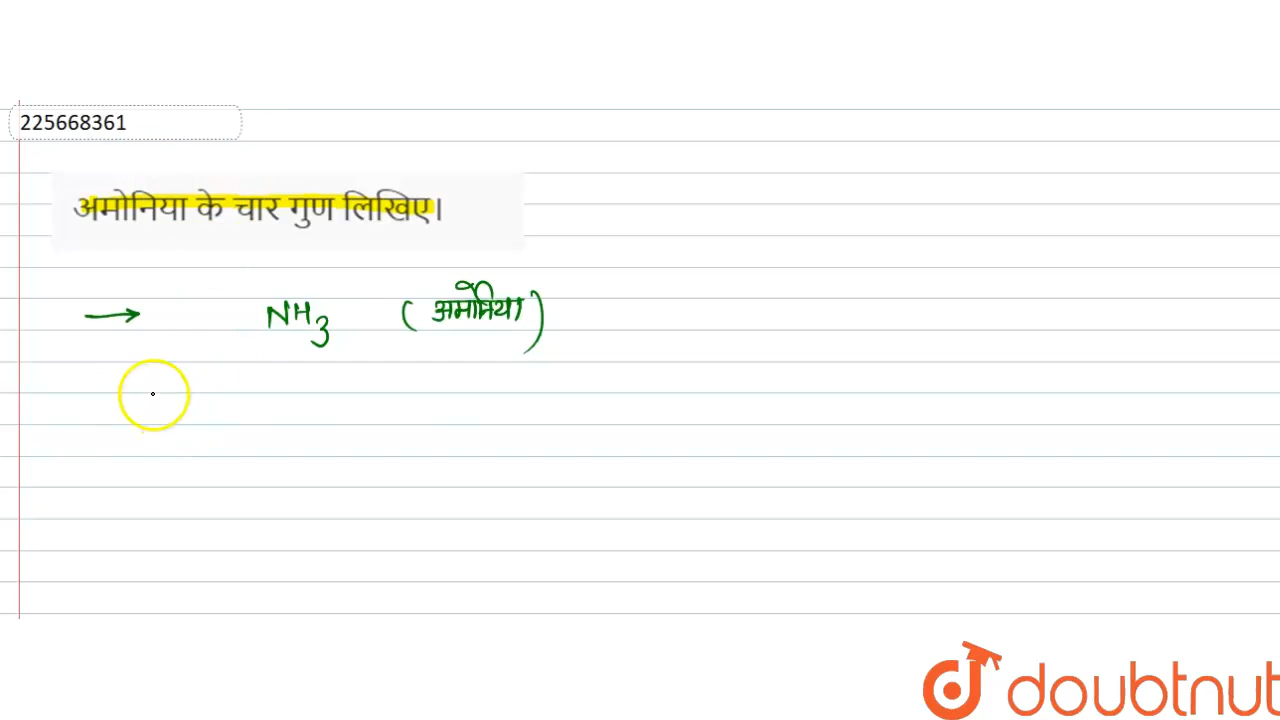 225668361
अमोनिया के चार गुण लिखिए।
→ NH₃ (अमोनिया)
doubtnut